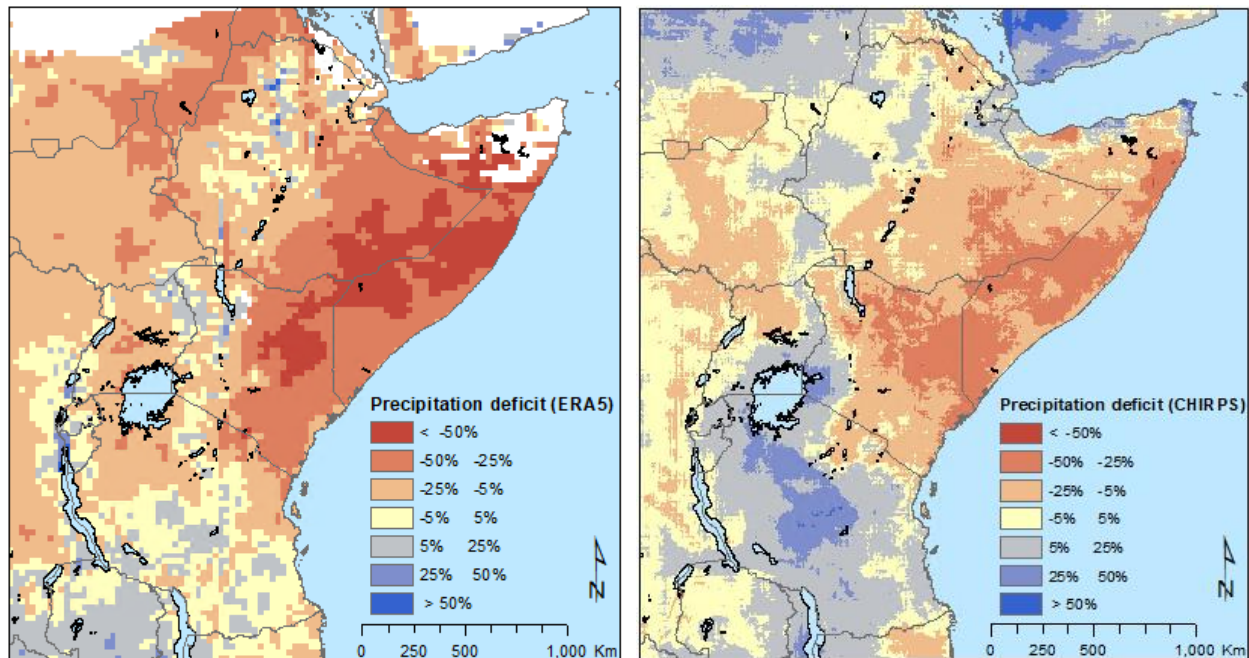 Precipitation deficit (ERA5)
< -50%
-50% -25%
-25% -5%
-5% 5%
5% 25%
25% 50%
> 50%
N
0 250 500 1,000 Km
Precipitation deficit (CHIRPS)
< -50%
-50% -25%
-25% -5%
-5% 5%
5% 25%
25% 50%
> 50%
N
0 250 500 1,000 Km